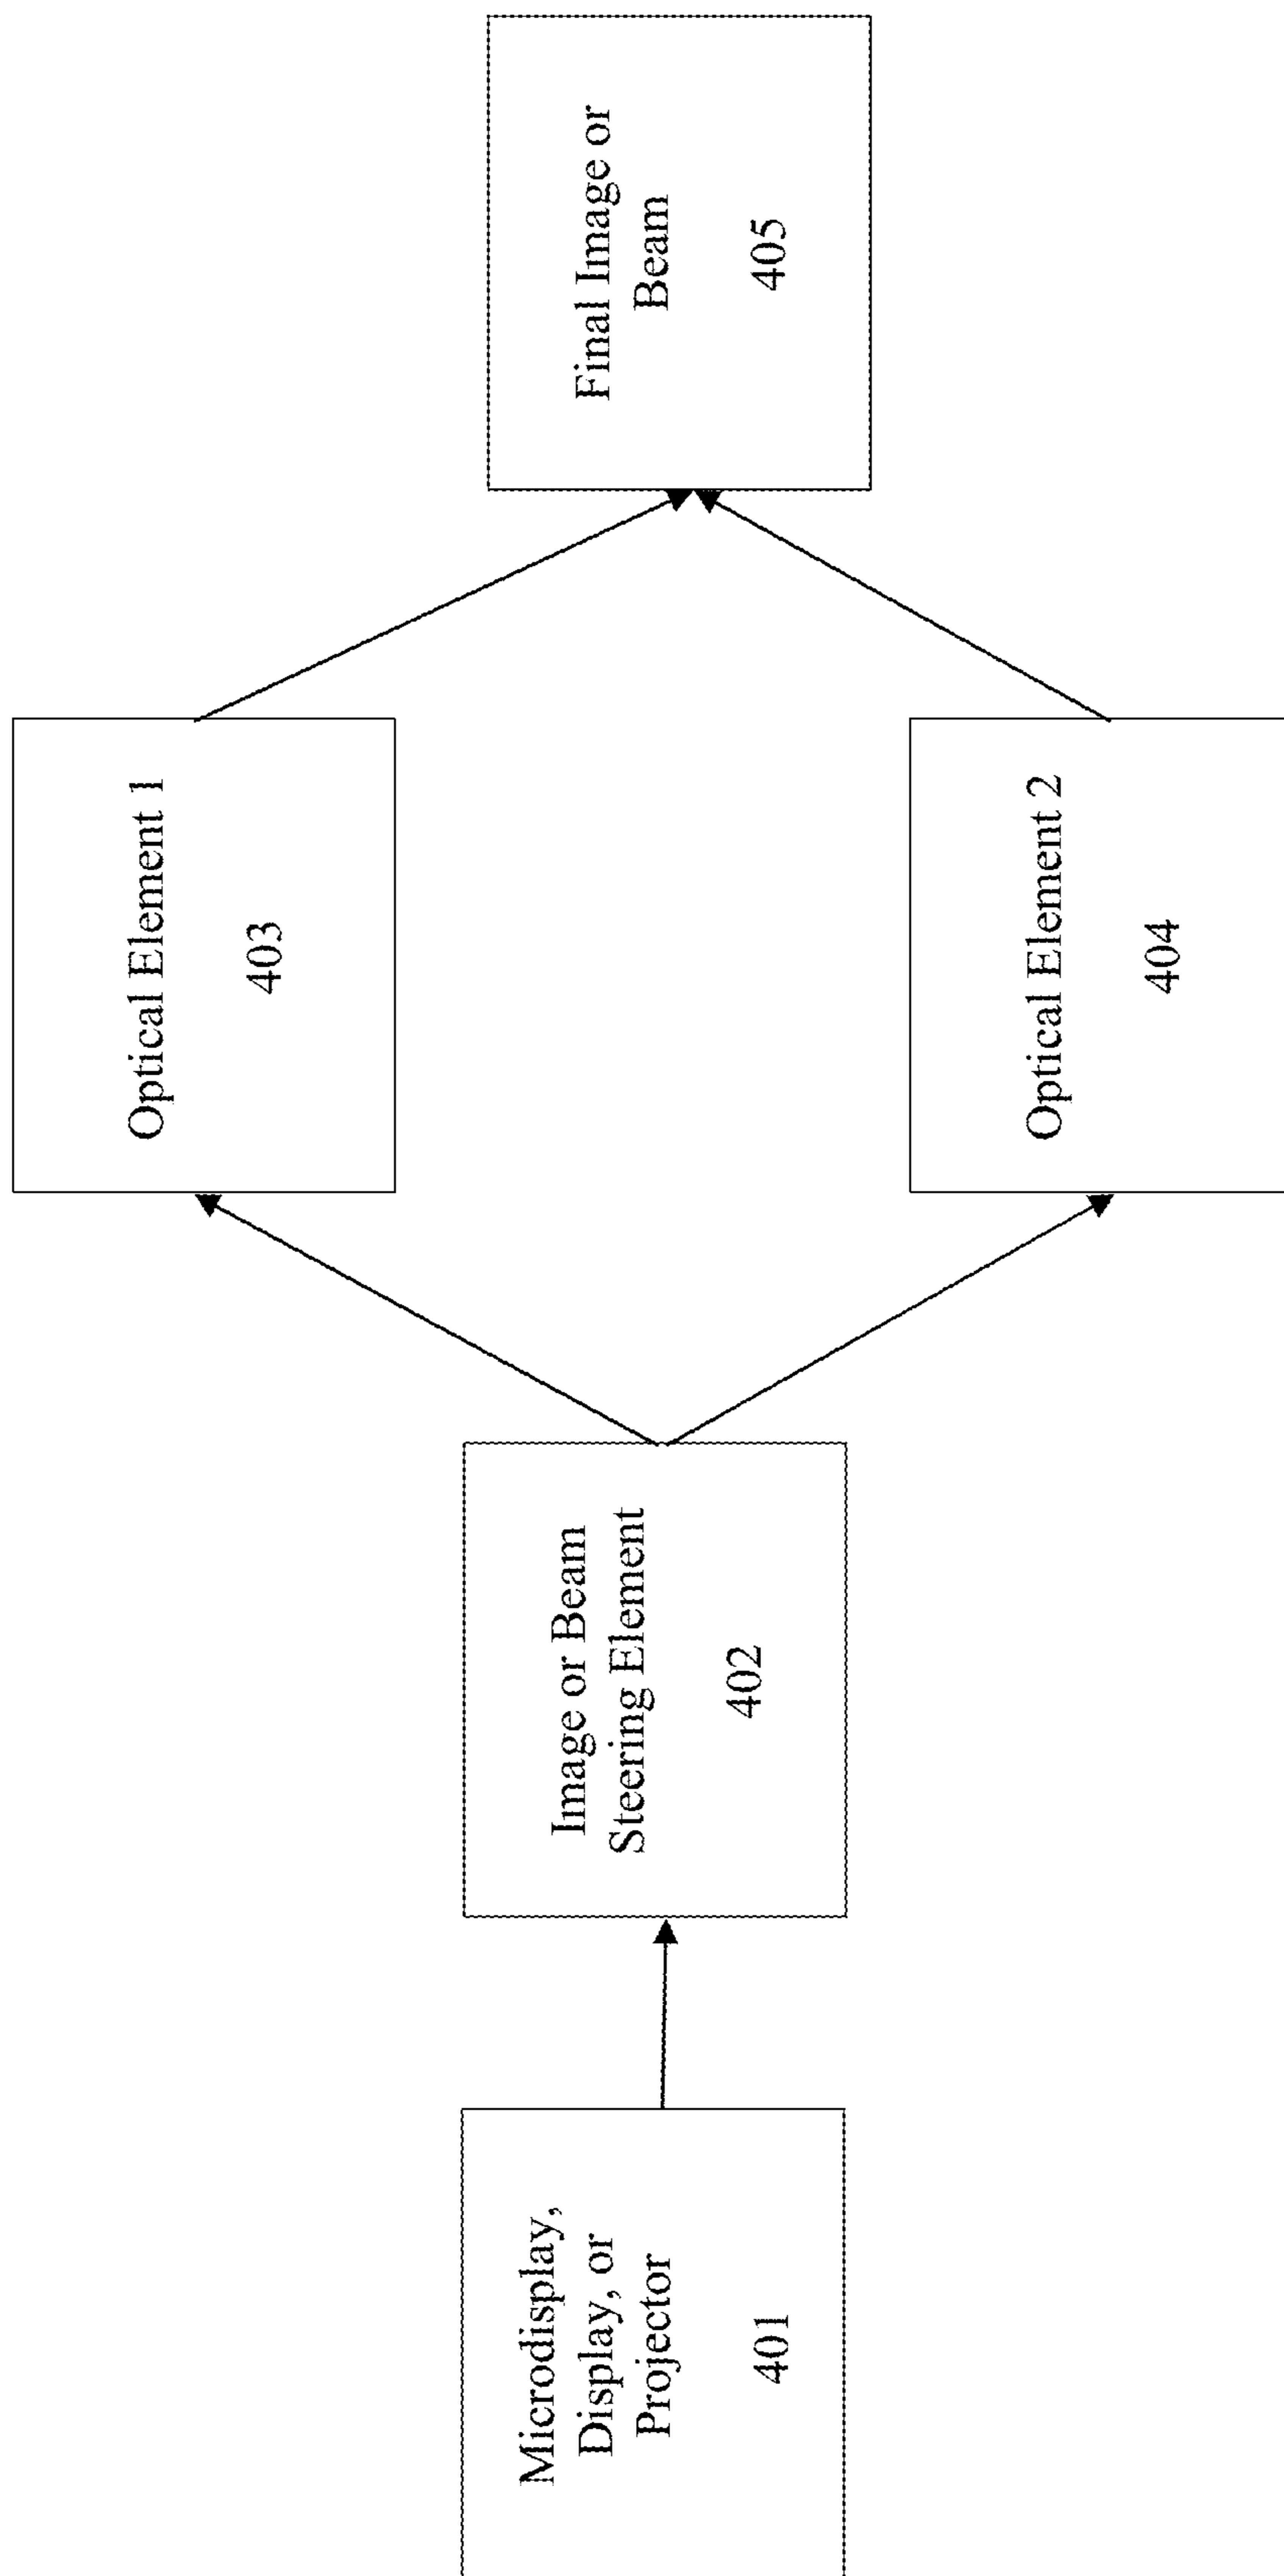 Microdisplay,
Display, or
Projector
401
Image or Beam
Steering Element
402
Optical Element 1
403
Optical Element 2
404
Final Image or
Beam
405